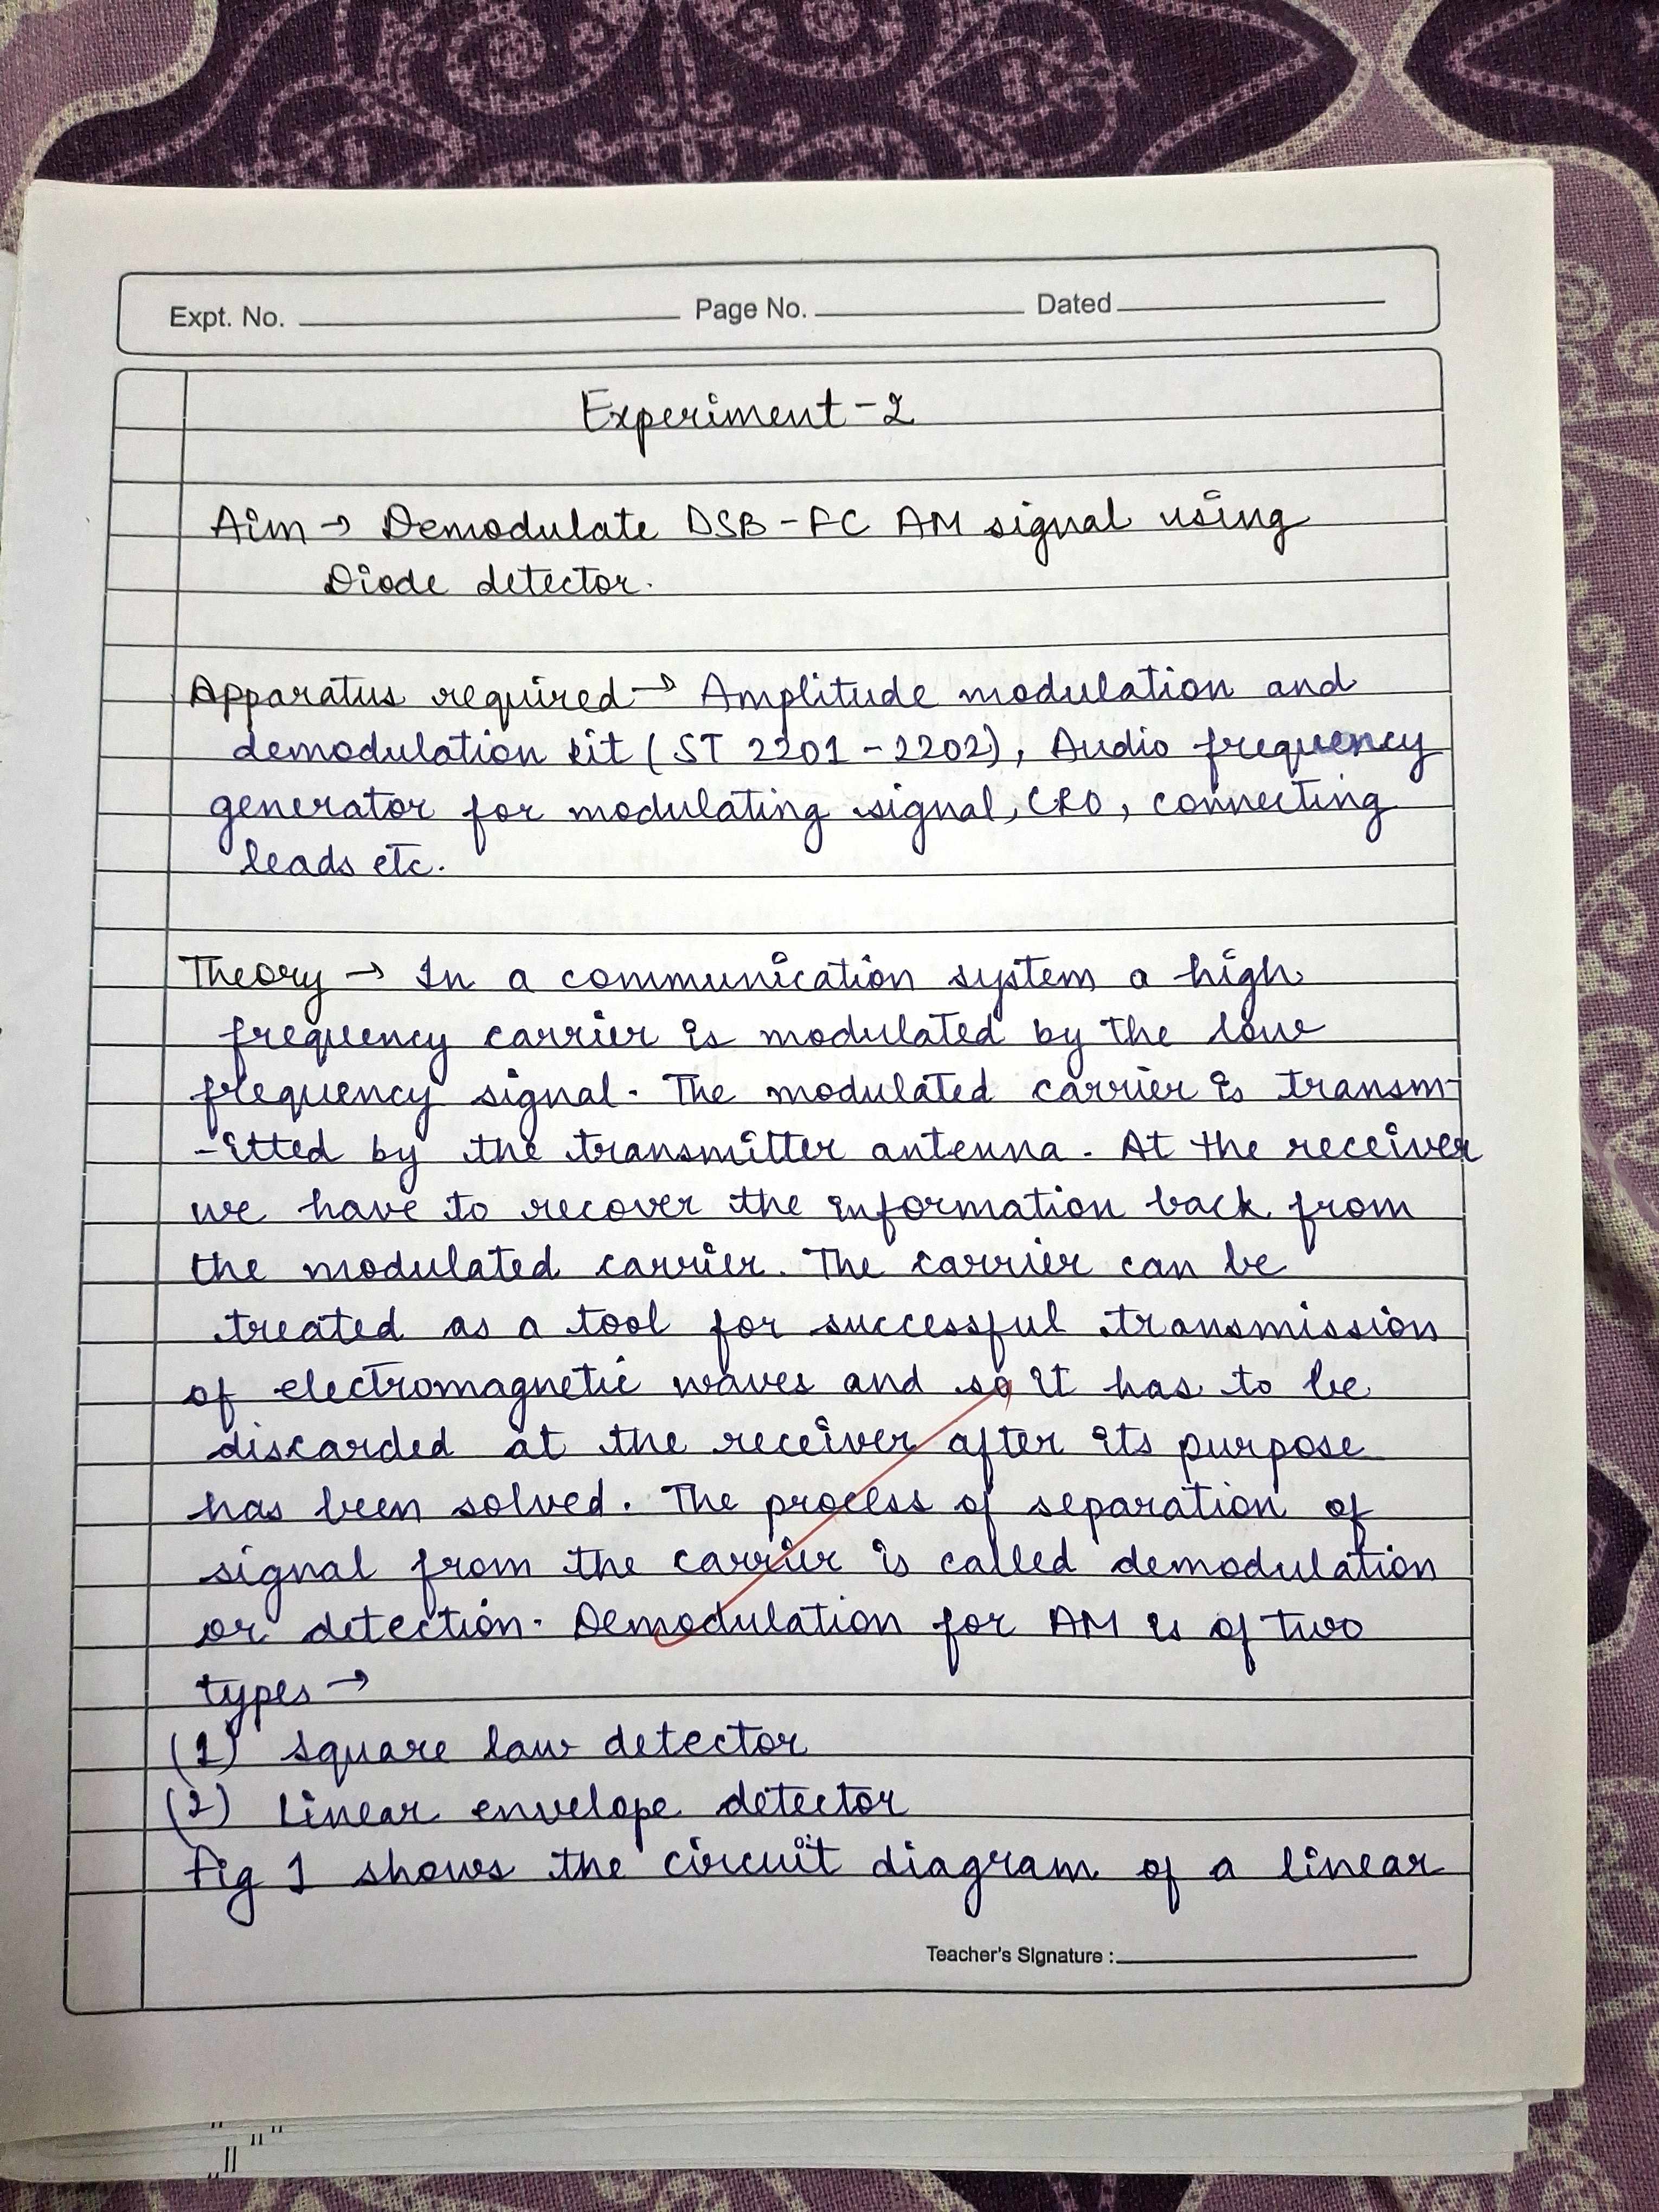 Expt. No. Page No. Dated
Experiment-2
Aim → Demodulate DSB-FC AM signal using
Diode detector.
Apparatus required → Amplitude modulation and
demodulation kit (ST 2201-2202), Audio frequency
generator for modulating signal, CRO, connecting
leads etc.
Theory → In a communication system a high
frequency carrier is modulated by the low
frequency signal. The modulated carrier is transm-
-itted by the transmitter antenna. At the receiver
we have to recover the information back from
the modulated carrier. The carrier can be
treated as a tool for successful transmission
of electromagnetic waves and so it has to be
discarded at the receiver after its purpose
has been solved. The process of separation of
signal from the carrier is called demodulation
or detection. Demodulation for AM is of two
types →
(1) square law detector
(2) Linear envelope detector
Fig 1 shows the circuit diagram of a linear
Teacher's Signature :